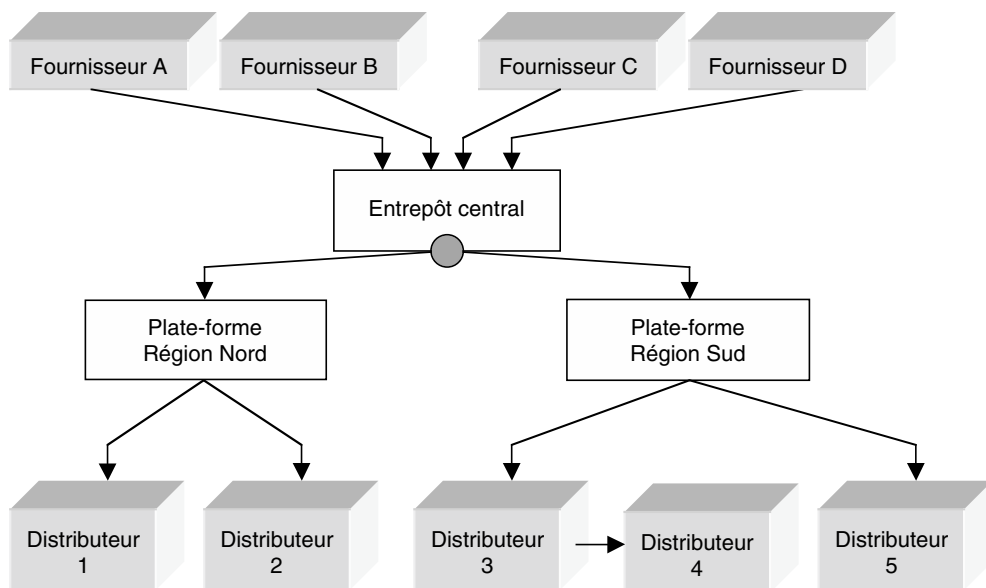 Fournisseur A
Fournisseur B
Fournisseur C
Fournisseur D
Entrepôt central
Plate-forme
Région Nord
Plate-forme
Région Sud
Distributeur
1
Distributeur
2
Distributeur
3
Distributeur
4
Distributeur
5